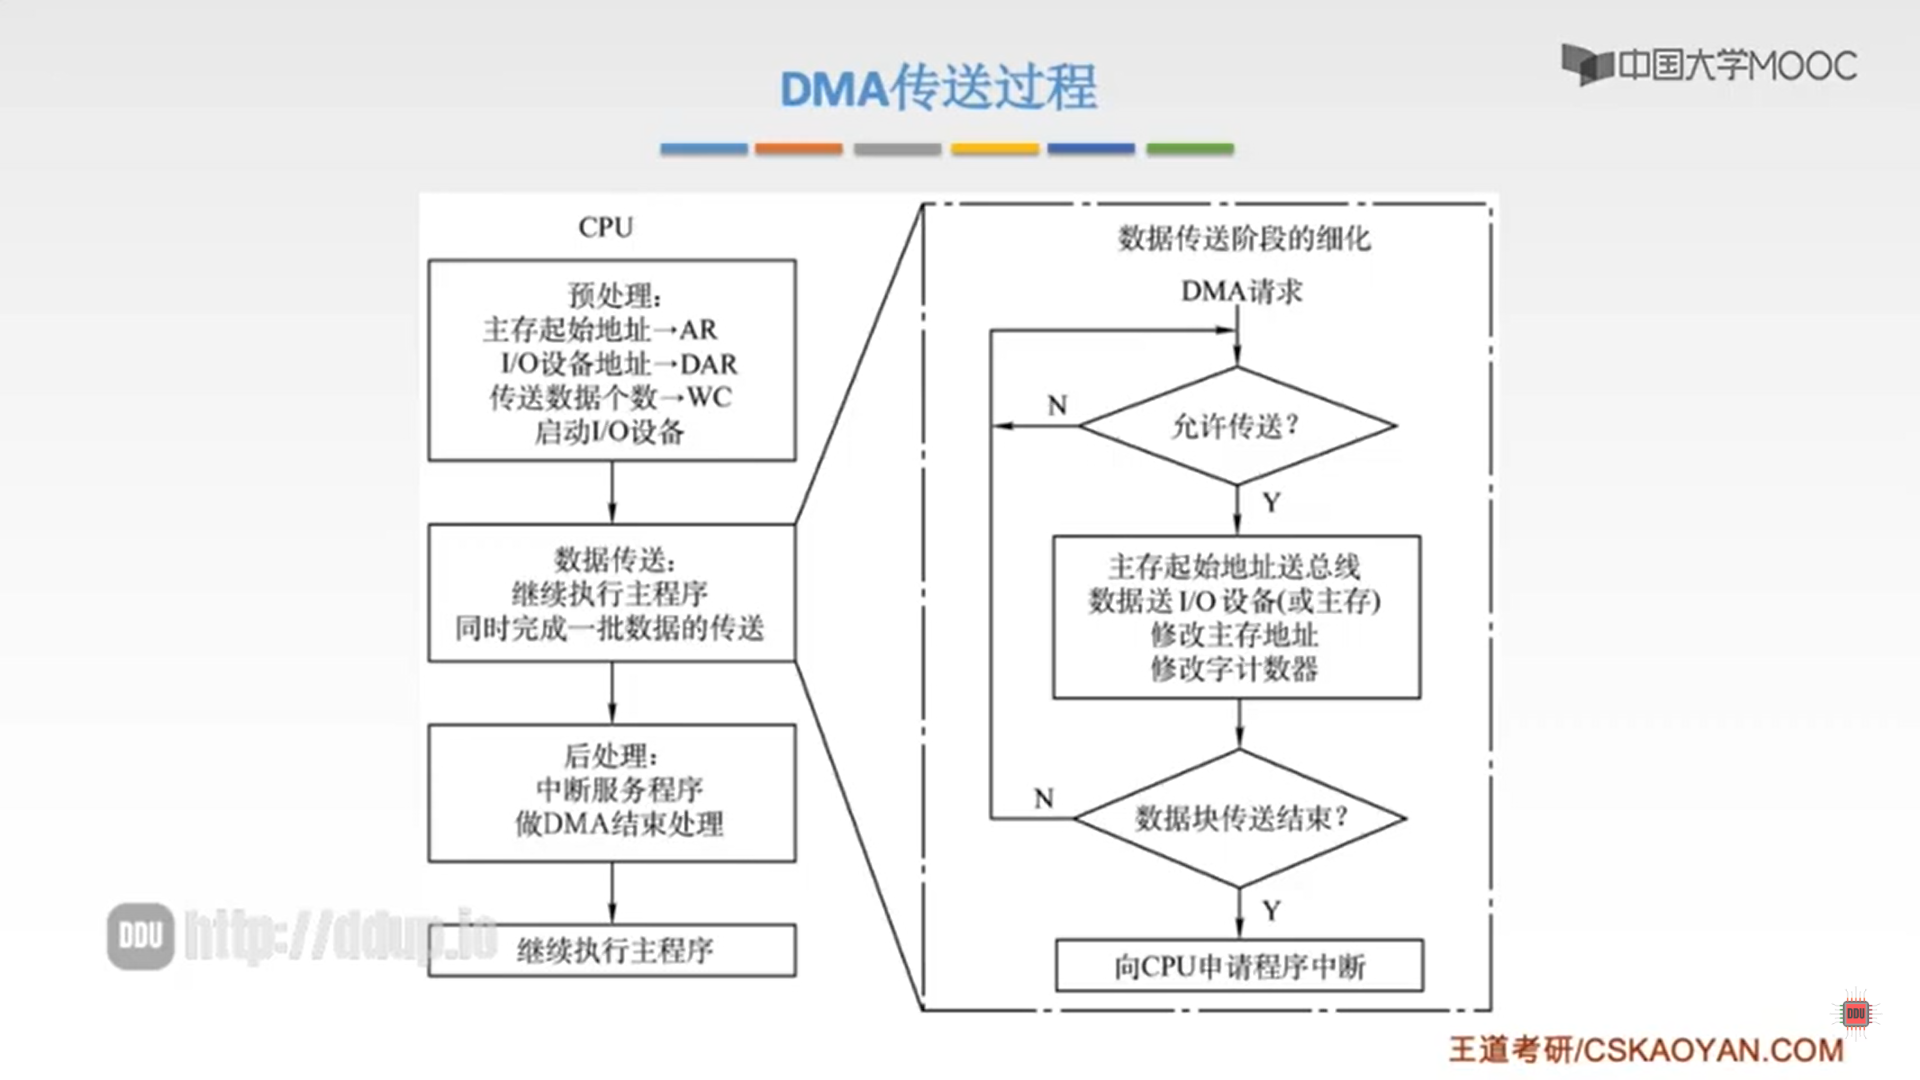 DMA传送过程
中国大学MOOC
CPU
预处理：
主存起始地址→AR
I/O设备地址→DAR
传送数据个数→WC
启动I/O设备
数据传送：
继续执行主程序
同时完成一批数据的传送
后处理：
中断服务程序
做DMA结束处理
继续执行主程序
数据传送阶段的细化
DMA请求
允许传送？
N
Y
主存起始地址送总线
数据送 I/O 设备(或主存)
修改主存地址
修改字计数器
数据块传送结束？
N
Y
向CPU申请程序中断
DDU http://ddup.io
DDU
王道考研/CSKAOYAN.COM